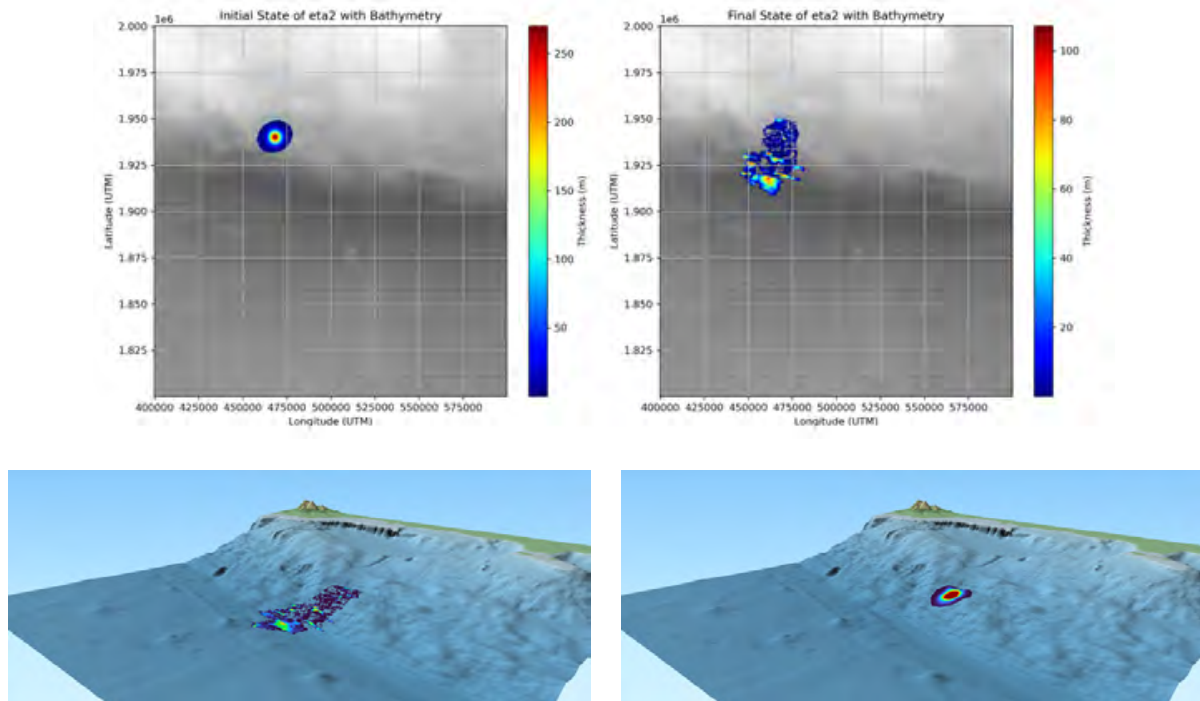 Initial State of eta2 with Bathymetry
1e6
2.000
1.975
1.950
1.925
1.900
1.875
1.850
1.825
Latitude (UTM)
400000 425000 450000 475000 500000 525000 550000 575000
Longitude (UTM)
250
200
150
100
50
Thickness (m)
Final State of eta2 with Bathymetry
1e6
2.000
1.975
1.950
1.925
1.900
1.875
1.850
1.825
Latitude (UTM)
400000 425000 450000 475000 500000 525000 550000 575000
Longitude (UTM)
100
80
60
40
20
Thickness (m)